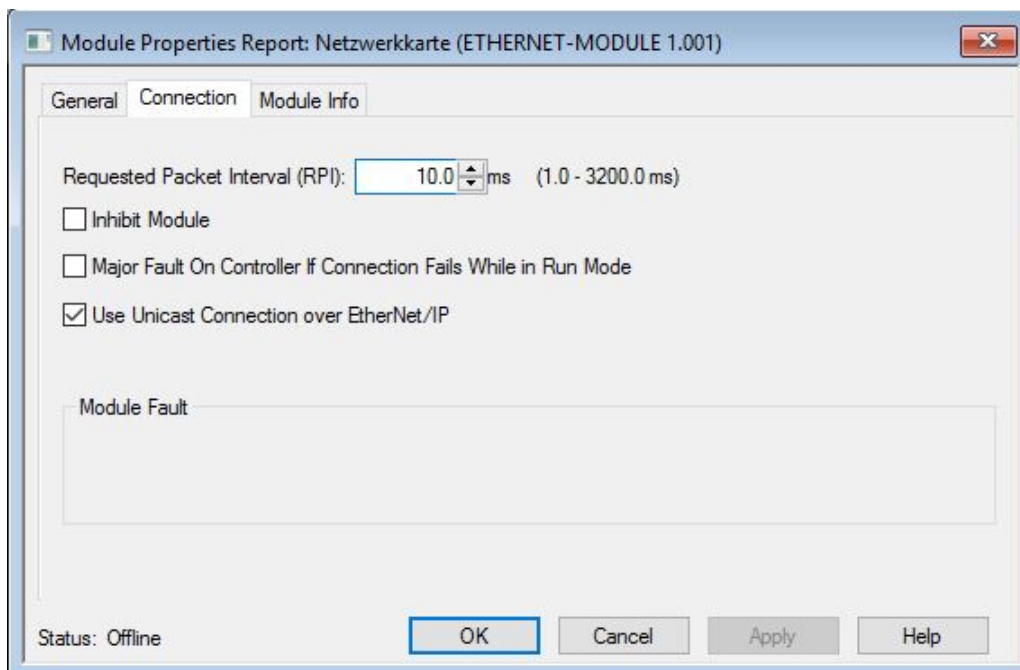 Module Properties Report: Netzwerkkarte (ETHERNET-MODULE 1.001)
General Connection Module Info
Requested Packet Interval (RPI): 10.0 ms (1.0 - 3200.0 ms)
Inhibit Module
Major Fault On Controller If Connection Fails While in Run Mode
Use Unicast Connection over EtherNet/IP
Module Fault
Status: Offline OK Cancel Apply Help